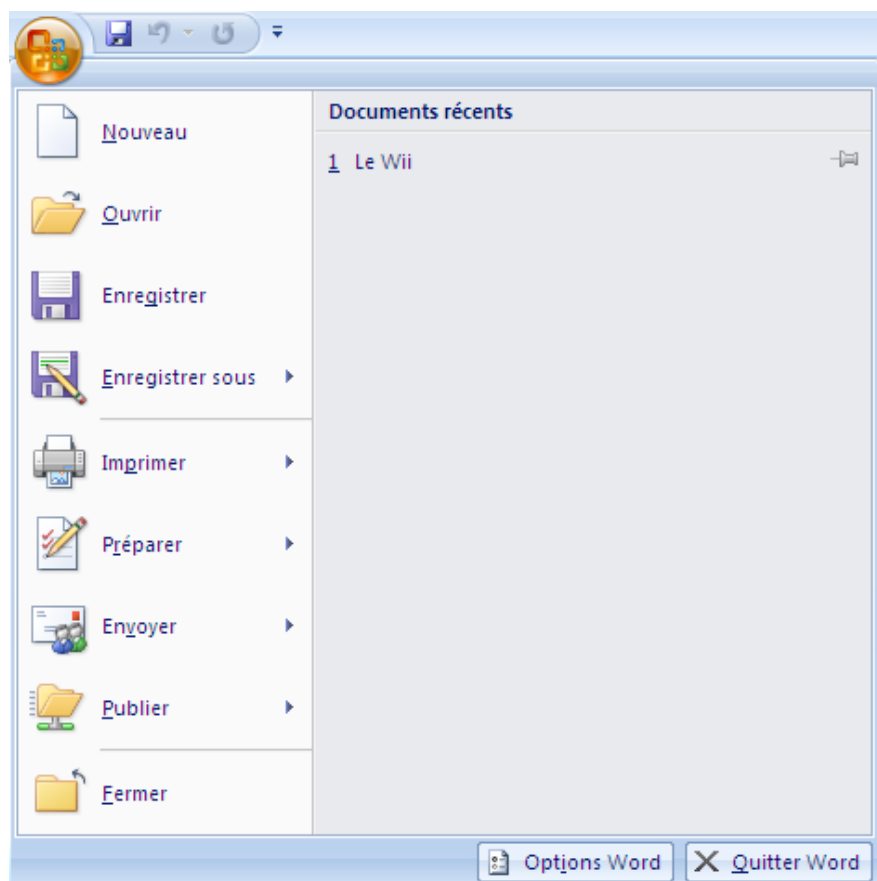 Nouveau
Ouvrir
Enregistrer
Enregistrer sous
Imprimer
Préparer
Envoyer
Publier
Fermer
Documents récents
1 Le Wii
Options Word
Quitter Word